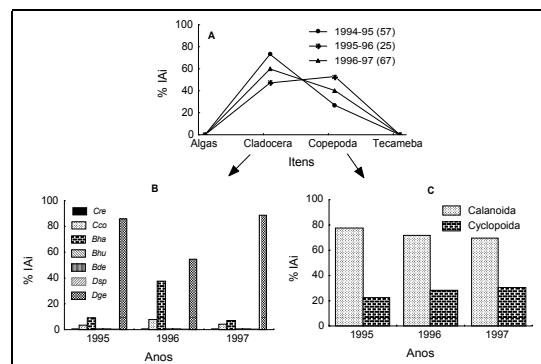 A
1994-95 (57)
1995-96 (25)
1996-97 (67)
% IAi
100
80
60
40
20
0
Algas Cladocera Copepoda Tecameba
Itens
B
% IAi
100
80
60
40
20
0
Cre
Cco
Bha
Bhu
Bde
Dsp
Dge
1995 1996 1997
Anos
C
% IAi
100
80
60
40
20
0
Calanoida
Cyclopoida
1995 1996 1997
Anos